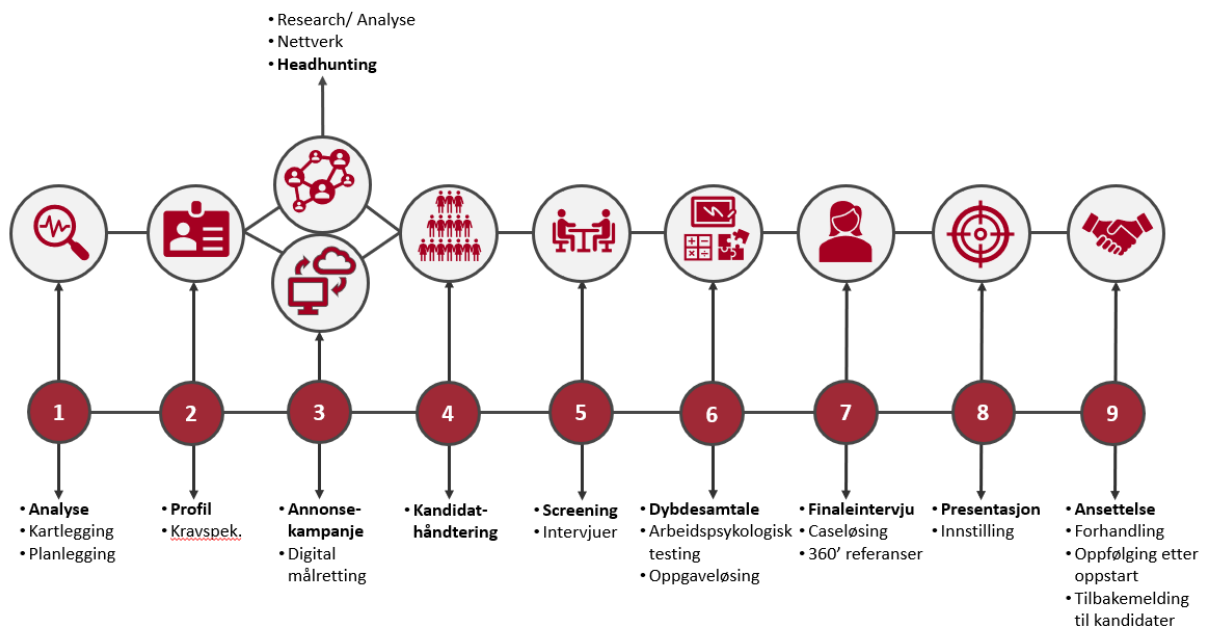 • Research/ Analyse
• Nettverk
• Headhunting
1
2
3
4
5
6
7
8
9
• Analyse
• Kartlegging
• Planlegging
• Profil
• Kravspek.
• Annonse-
kampanje
• Digital
målretting
• Kandidat-
håndtering
• Screening
• Intervjuer
• Dybdesamtale
• Arbeidspsykologisk
testing
• Oppgaveløsing
• Finaleintervju
• Caseløsing
• 360’ referanser
• Presentasjon
• Innstilling
• Ansettelse
• Forhandling
• Oppfølging etter
oppstart
• Tilbakemelding
til kandidater